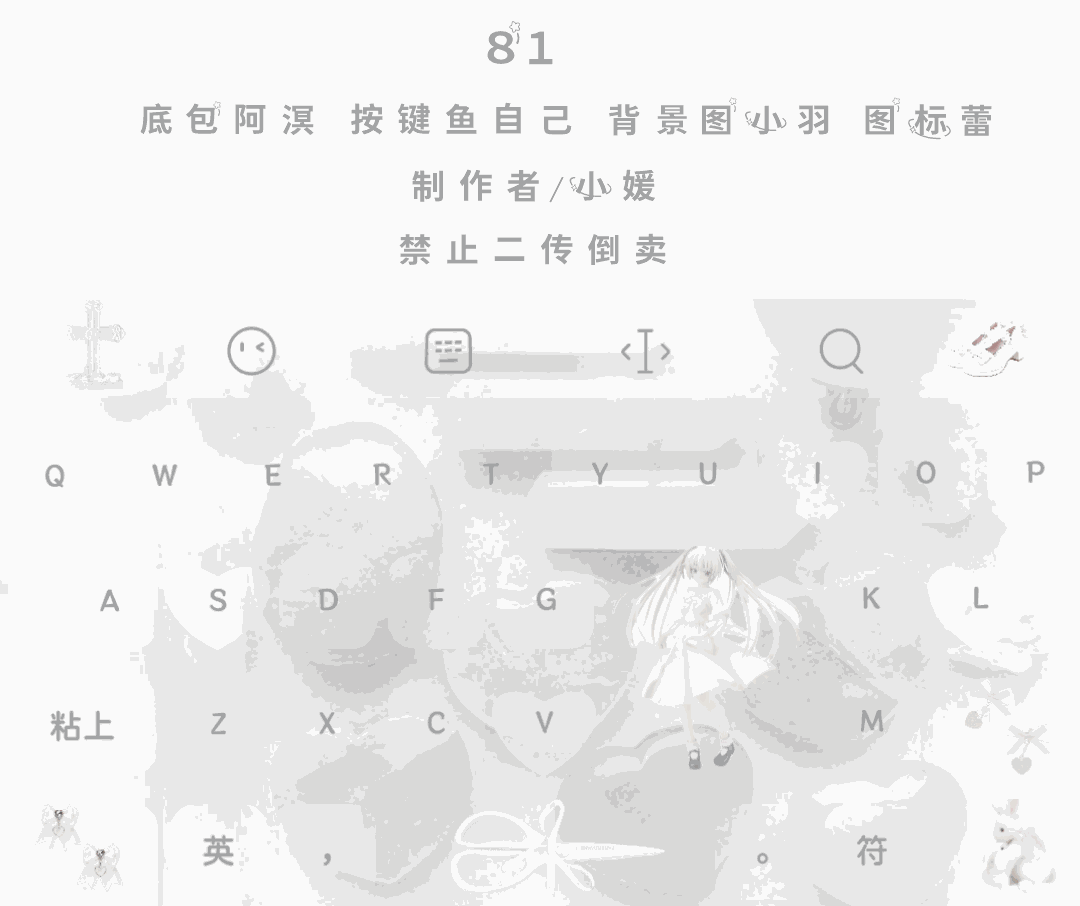 81
底包阿溟 按键鱼自己 背景图小羽 图标蕾
制作者/小媛
禁止二传倒卖
Q W E R T Y U I O P
A S D F G K L
粘上 Z X C V M
英 ， 。 符